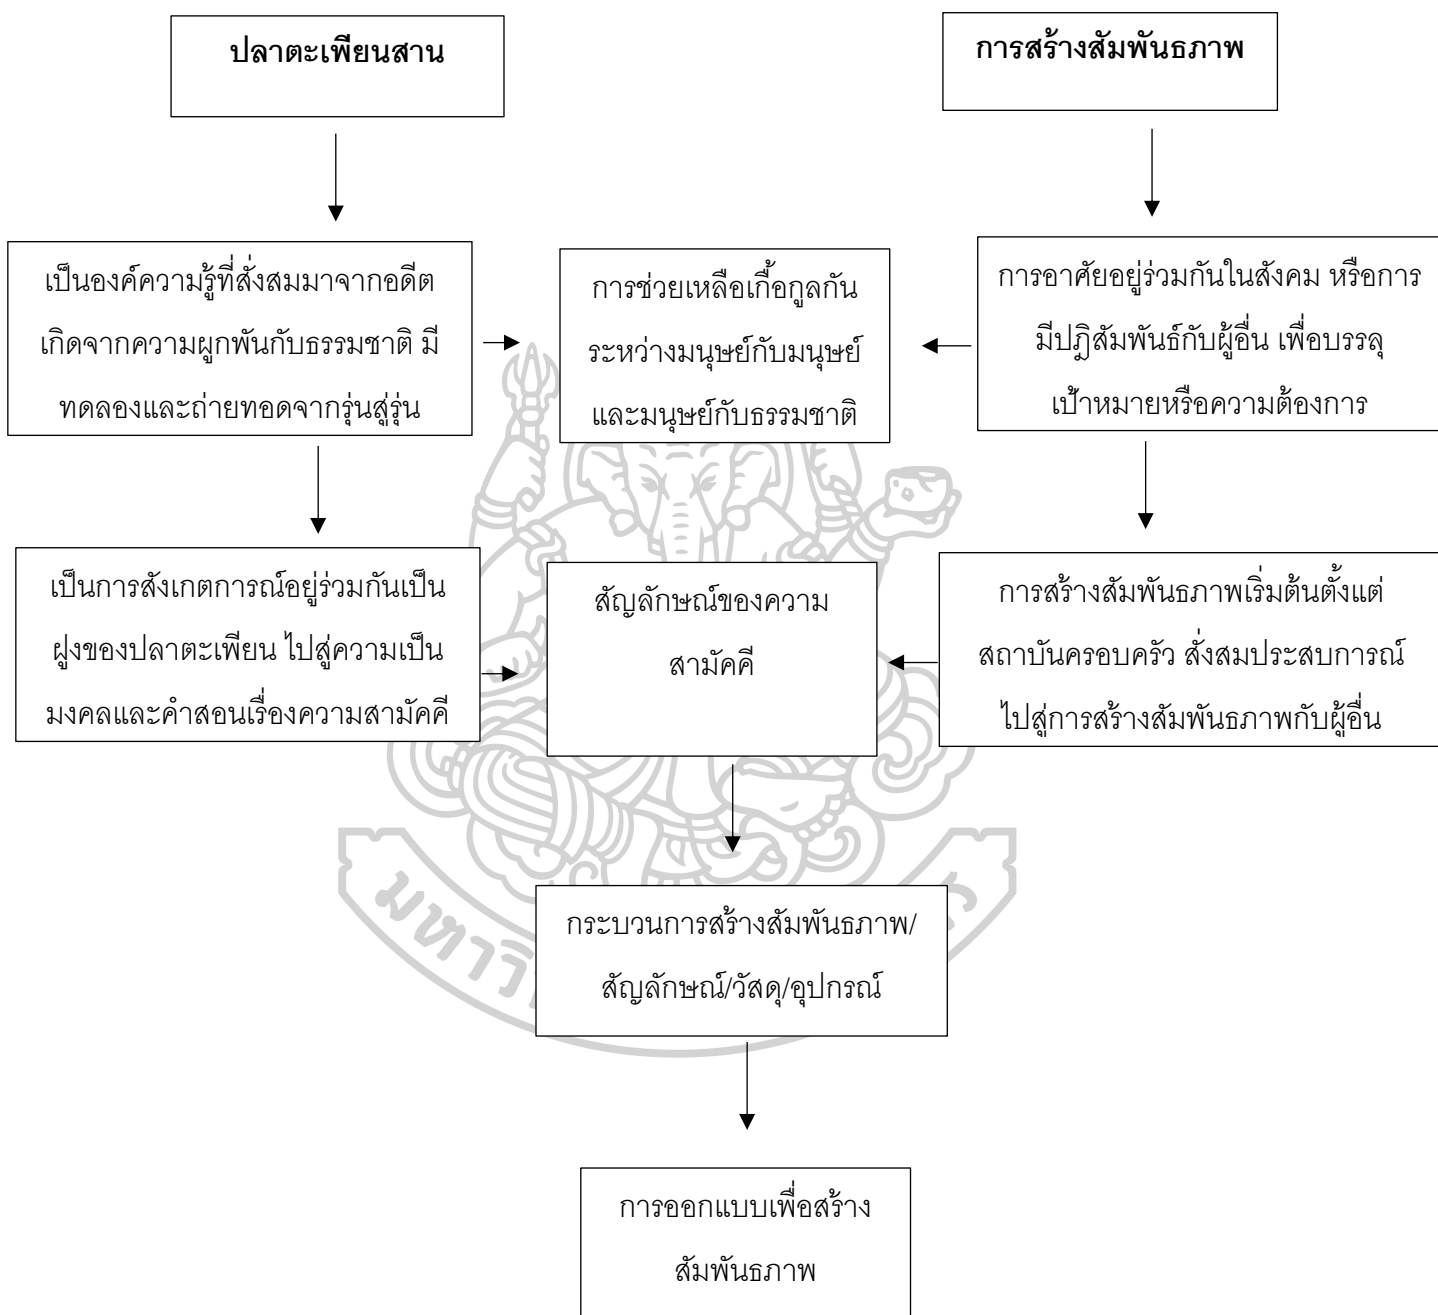 ปลาตะเพียนสาน
การสร้างสัมพันธภาพ
เป็นองค์ความรู้ที่สั่งสมมาจากอดีต
เกิดจากความผูกพันกับธรรมชาติ มี
ทดลองและถ่ายทอดจากรุ่นสู่รุ่น
การช่วยเหลือเกื้อกูลกัน
ระหว่างมนุษย์กับมนุษย์
และมนุษย์กับธรรมชาติ
การอาศัยอยู่ร่วมกันในสังคม หรือการ
มีปฏิสัมพันธ์กับผู้อื่น เพื่อบรรลุ
เป้าหมายหรือความต้องการ
เป็นการสังเกตการณ์อยู่ร่วมกันเป็น
ฝูงของปลาตะเพียน ไปสู่ความเป็น
มงคลและคำสอนเรื่องความสามัคคี
สัญลักษณ์ของความ
สามัคคี
การสร้างสัมพันธภาพเริ่มต้นตั้งแต่
สถาบันครอบครัว สั่งสมประสบการณ์
ไปสู่การสร้างสัมพันธภาพกับผู้อื่น
กระบวนการสร้างสัมพันธภาพ/
สัญลักษณ์/วัสดุ/อุปกรณ์
การออกแบบเพื่อสร้าง
สัมพันธภาพ